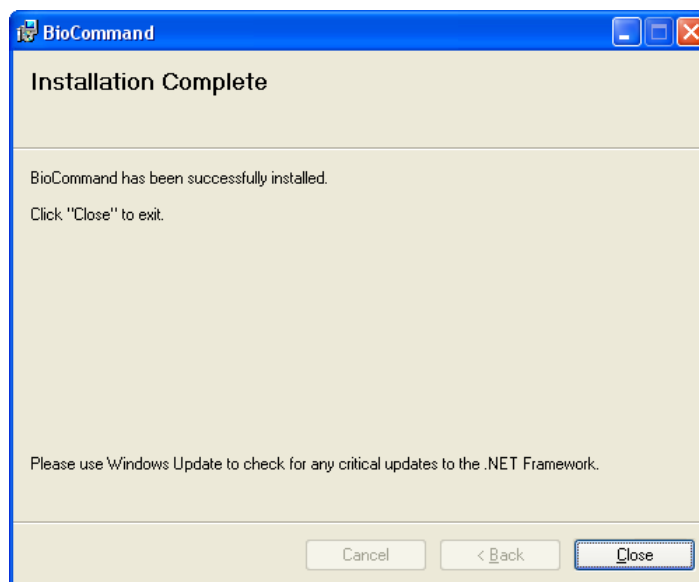 BioCommand
Installation Complete
BioCommand has been successfully installed.
Click "Close" to exit.
Please use Windows Update to check for any critical updates to the .NET Framework.
Cancel
< Back
Close